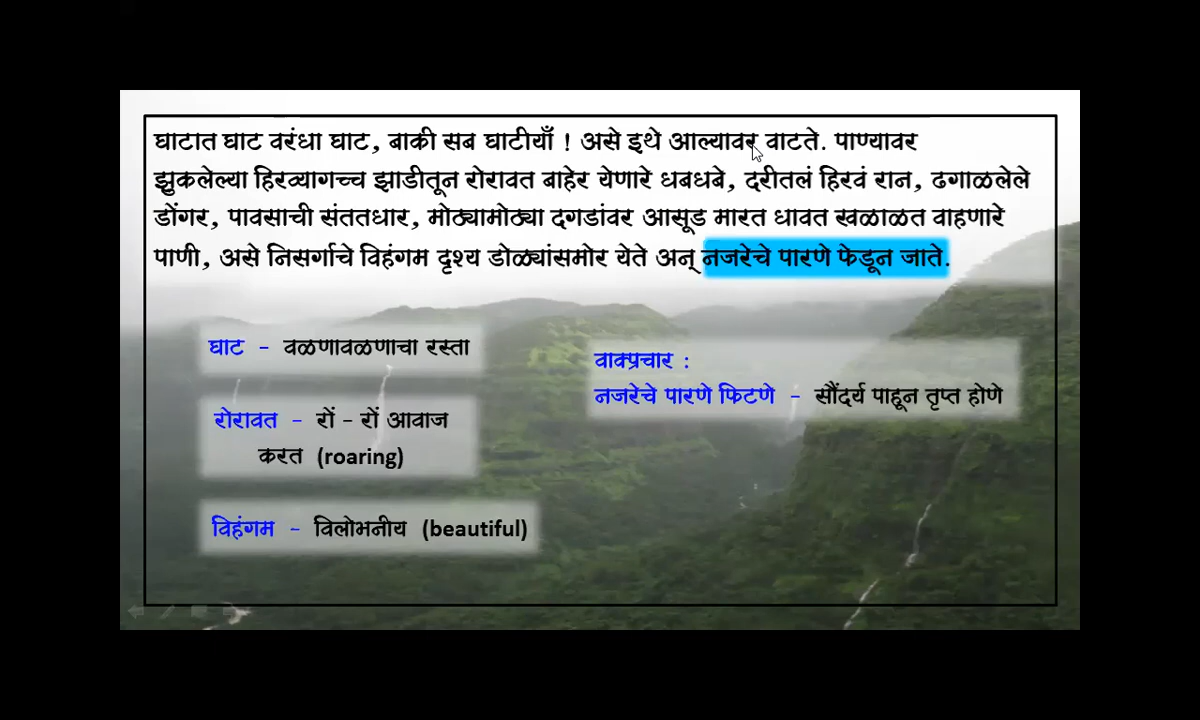 घाटात घाट वरंधा घाट, बाकी सब घाटीयाँ ! असे इथे आल्यावर वाटते. पाण्यावर
झुकलेल्या हिरव्यागच्च झाडीतून रोरावत बाहेर येणारे धबधबे, दरीतलं हिरवं रान, ढगाळलेले
डोंगर, पावसाची संततधार, मोठ्यामोठ्या दगडांवर आसूड मारत धावत खळाळत वाहणारे
पाणी, असे निसर्गाचे विहंगम दृश्य डोळ्यांसमोर येते अन् नजरेचे पारणे फेडून जाते.
घाट - वळणावळणाचा रस्ता
रोरावत - रों - रों आवाज
करत (roaring)
विहंगम - विलोभनीय (beautiful)
वाक्प्रचार :
नजरेचे पारणे फिटणे - सौंदर्य पाहून तृप्त होणे